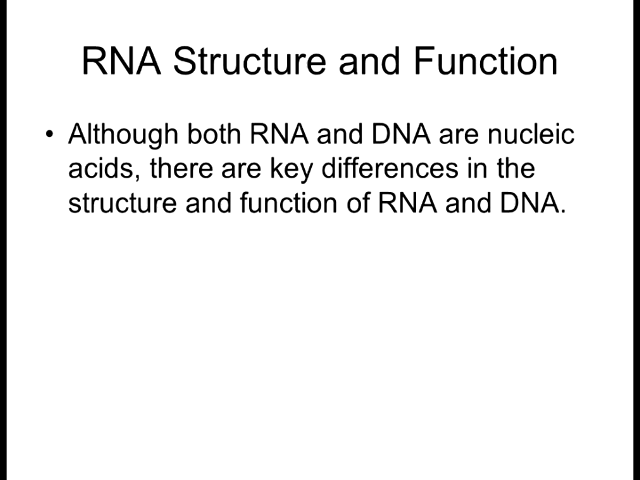 RNA Structure and Function
• Although both RNA and DNA are nucleic
acids, there are key differences in the
structure and function of RNA and DNA.